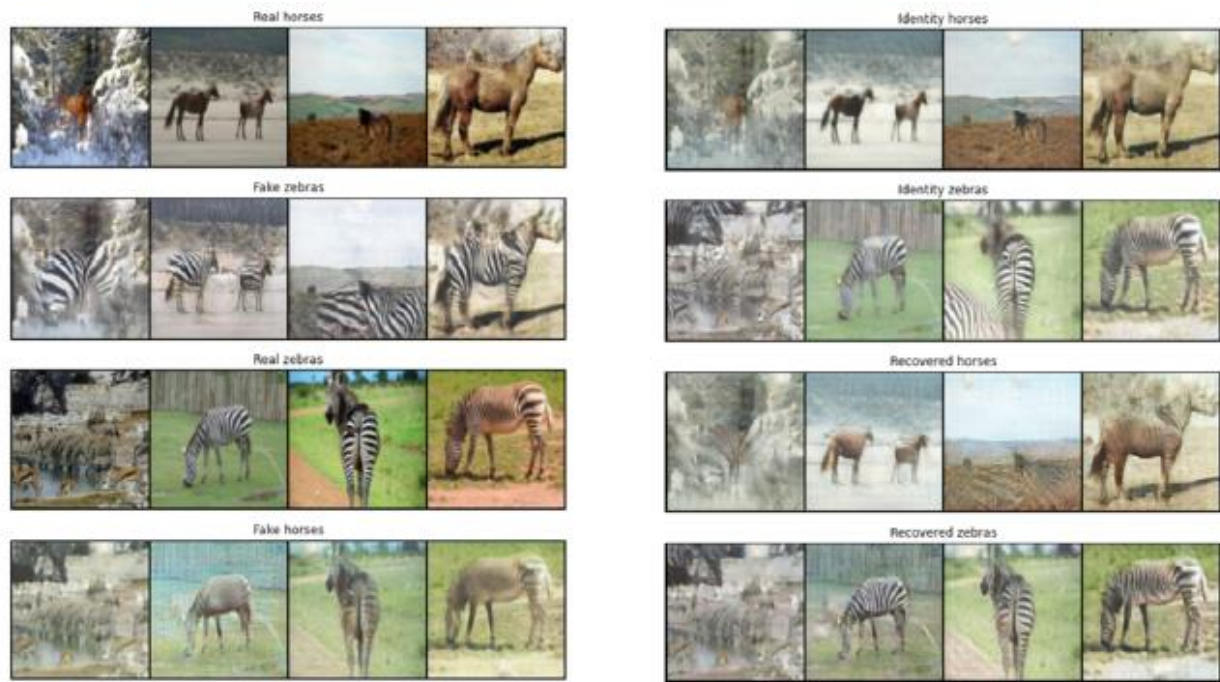 Real horses
Fake zebras
Real zebras
Fake horses
Identity horses
Identity zebras
Recovered horses
Recovered zebras